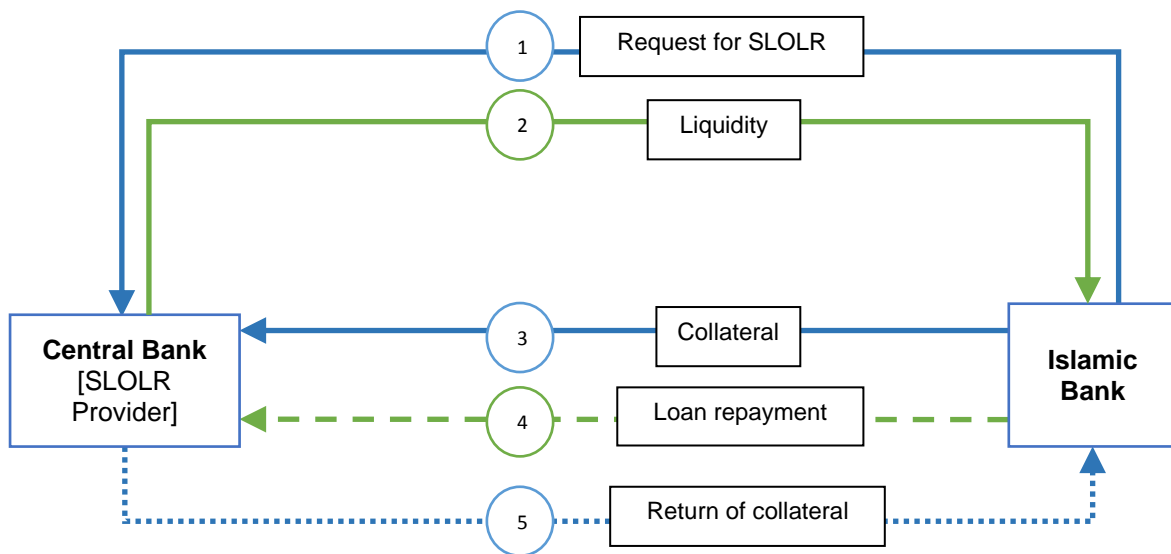 1
Request for SLOLR
2
Liquidity
3
Collateral
Central Bank
[SLOLR
Provider]
Islamic
Bank
4
Loan repayment
5
Return of collateral